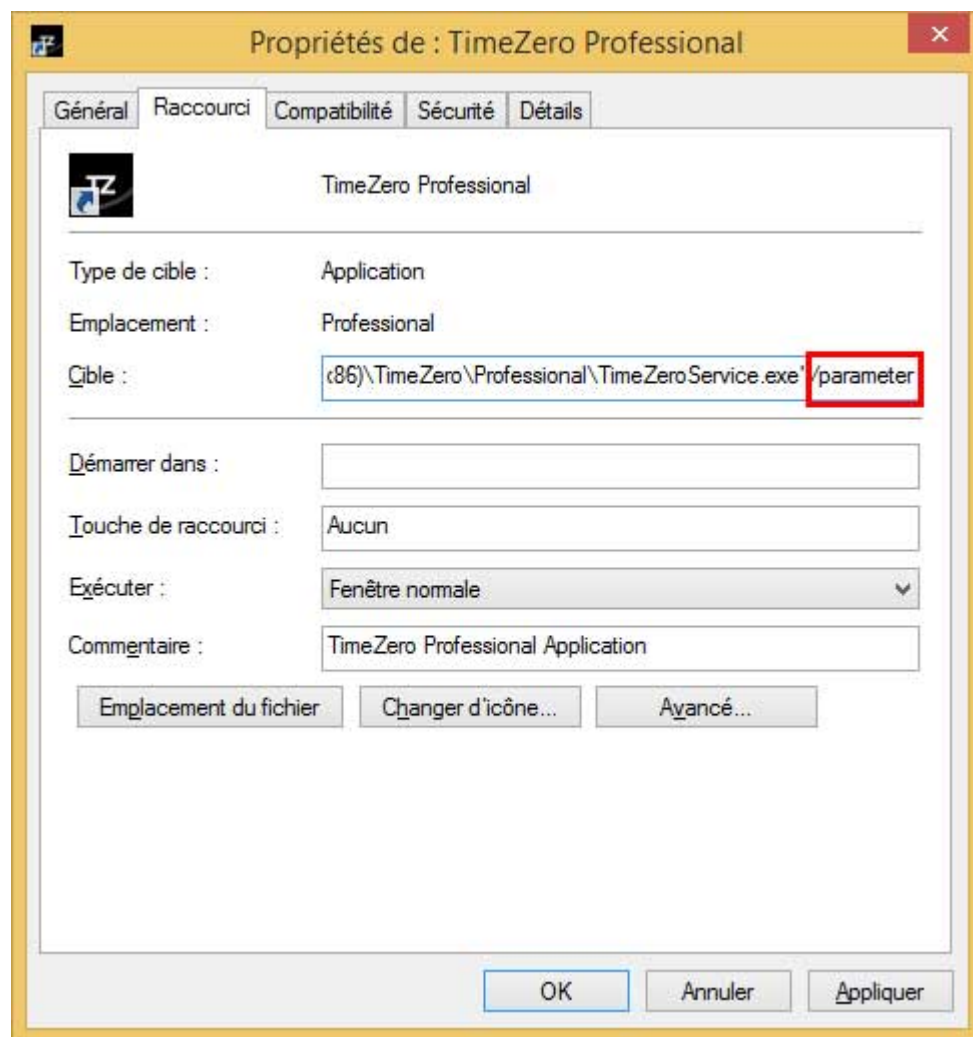 Propriétés de : TimeZero Professional
Général Raccourci Compatibilité Sécurité Détails
TZ
TimeZero Professional
Type de cible : Application
Emplacement : Professional
Cible : x86)\TimeZero\Professional\TimeZeroService.exe" /parameter
Démarrer dans :
Touche de raccourci : Aucun
Exécuter : Fenêtre normale
Commentaire : TimeZero Professional Application
Emplacement du fichier Changer d'icône... Avancé...
OK Annuler Appliquer